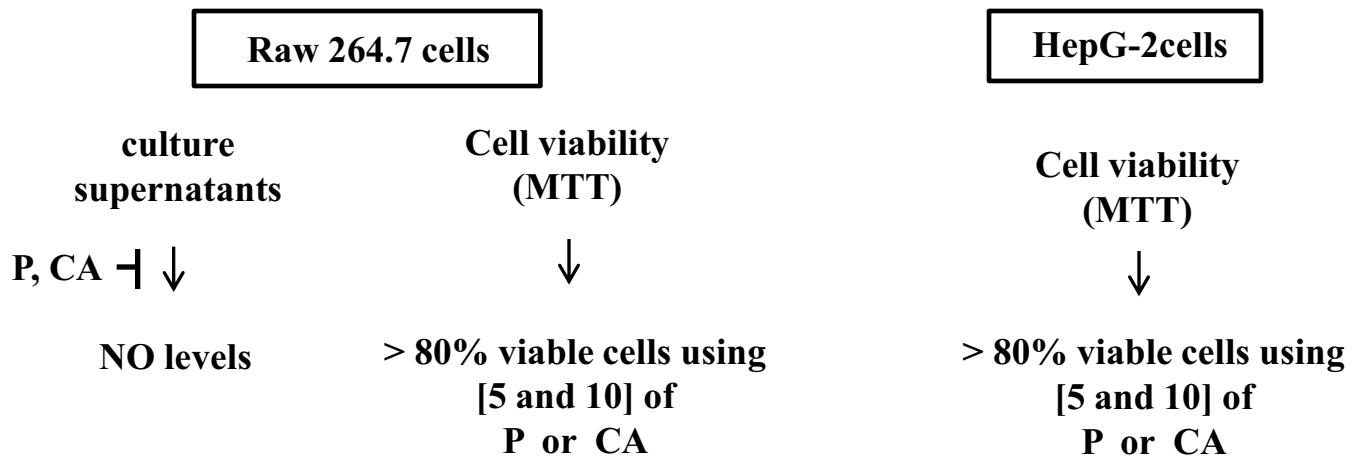 Raw 264.7 cells
HepG-2cells
culture
supernatants
Cell viability
(MTT)
Cell viability
(MTT)
P, CA
NO levels
> 80% viable cells using
[5 and 10] of
P or CA
> 80% viable cells using
[5 and 10] of
P or CA